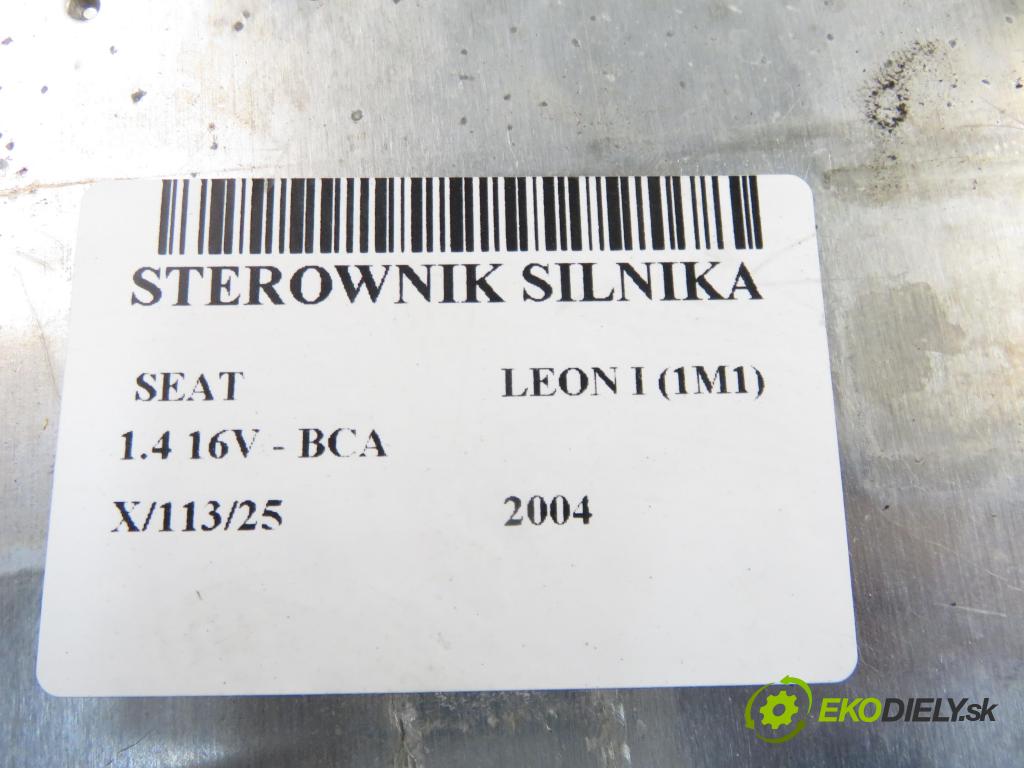 STEROWNIK SILNIKA
SEAT LEON I (1M1)
1.4 16V - BCA
X/113/25 2004
EKODIELY.sk